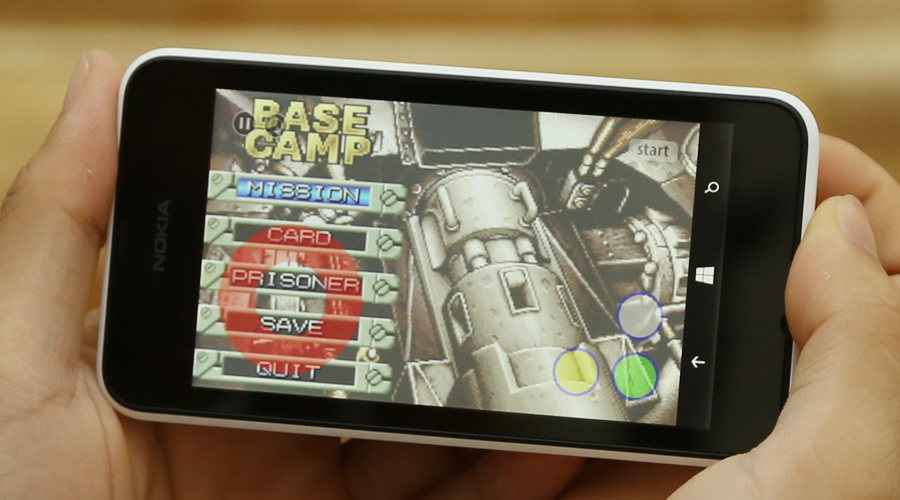 BASE
CAMP
start
MISSION
CARD
PRISONER
SAVE
QUIT
NOKIA